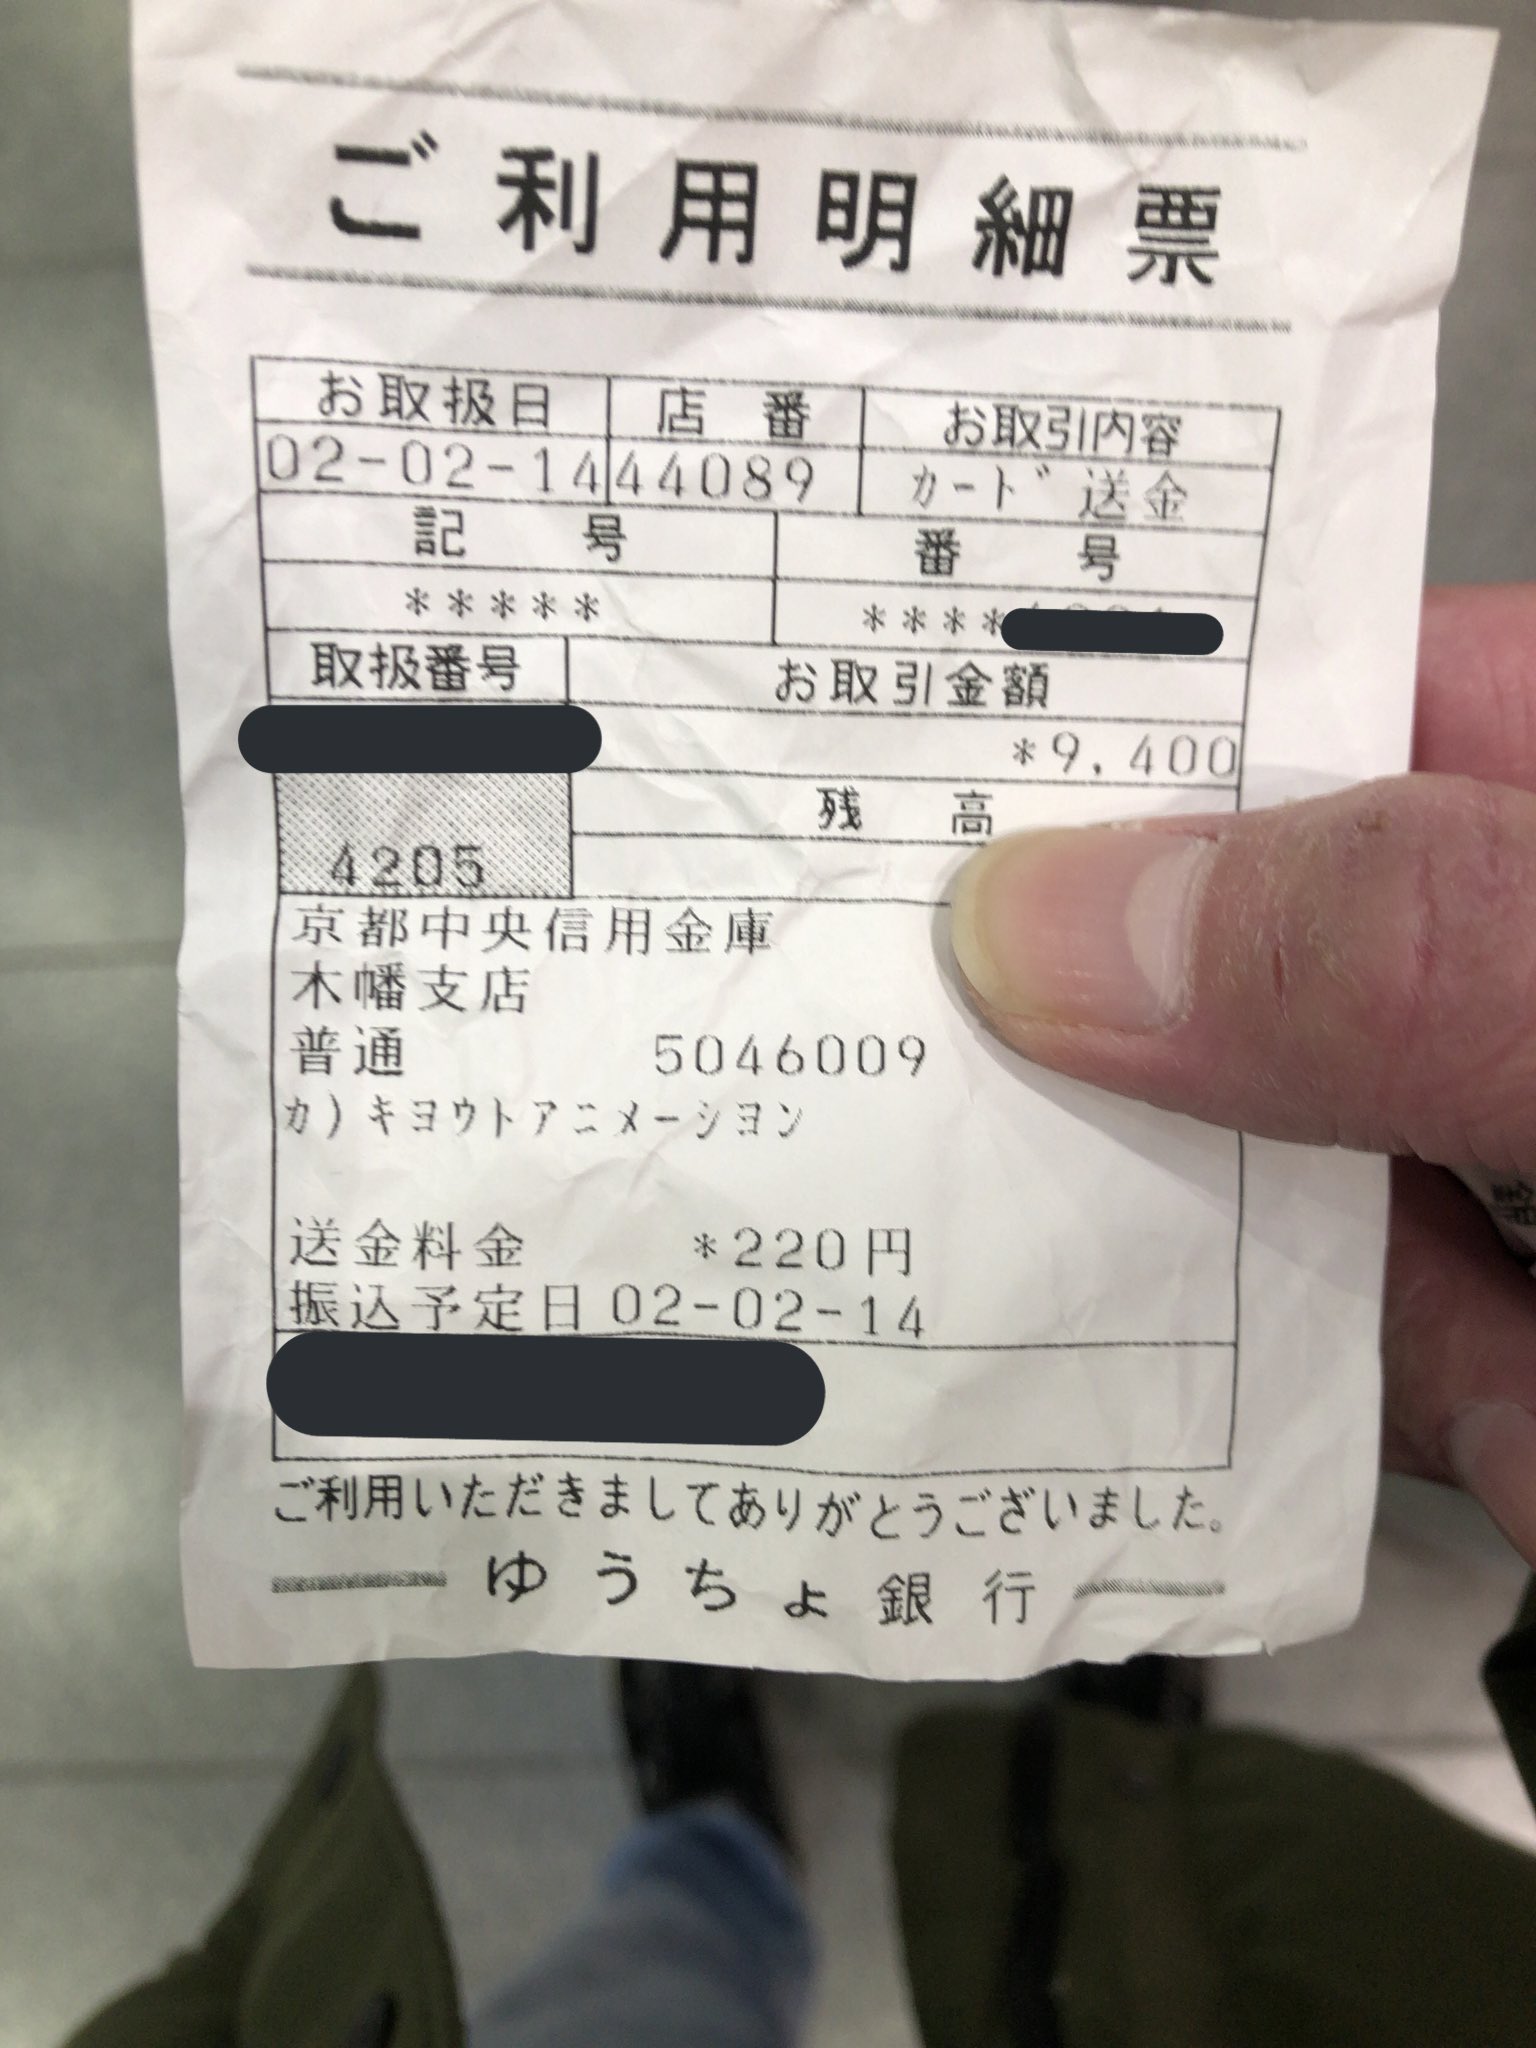 ご利用明細票
お取扱日 店番 お取引内容
02-02-14 44089 カード送金
記号 番号
***** ****
取扱番号 お取引金額
*9,400
残高
4205
京都中央信用金庫
木幡支店
普通 5046009
カ)キヨウトアニメーシヨン
送金料金 *220円
振込予定日 02-02-14
ご利用いただきましてありがとうございました。
ゆうちょ銀行